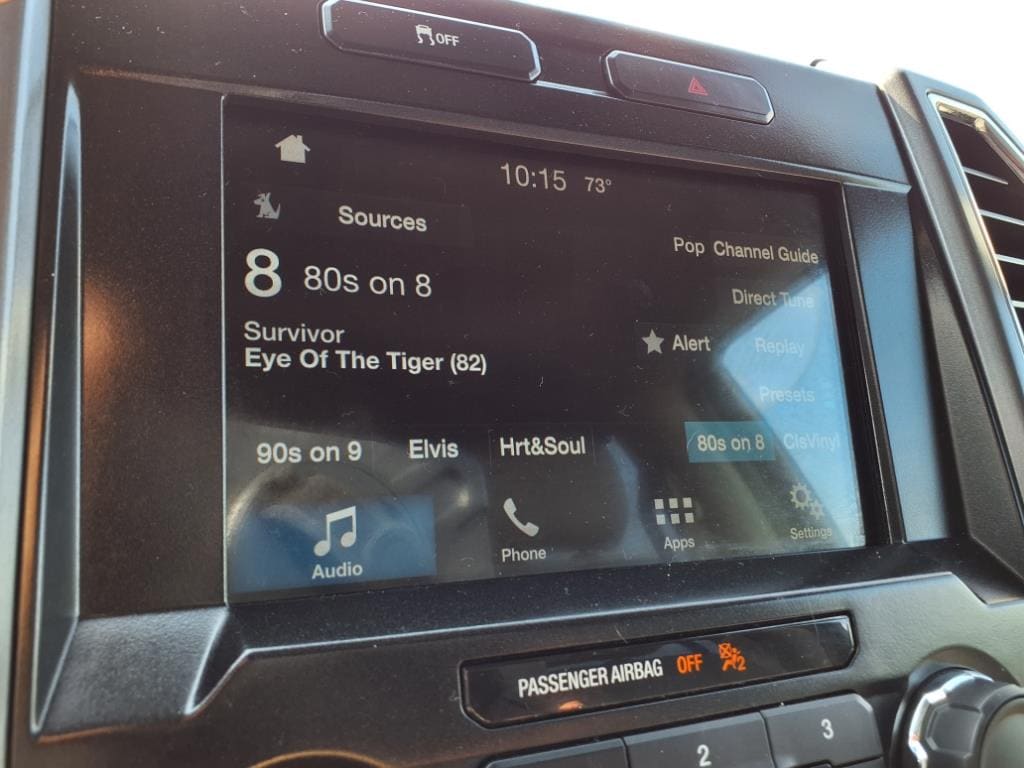 OFF
10:15 73°
Sources
Pop Channel Guide
8 80s on 8
Direct Tune
Survivor
Eye Of The Tiger (82)
Alert Replay
Presets
90s on 9 Elvis Hrt&Soul 80s on 8 ClsVinyl
Audio Phone Apps Settings
PASSENGER AIRBAG OFF 2
2 3